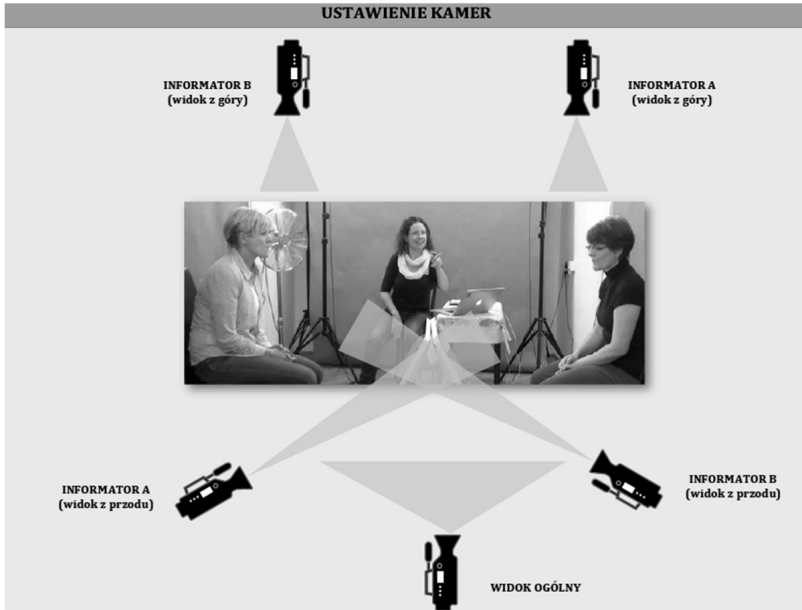 USTAWIENIE KAMER
INFORMATOR B
(widok z góry)
INFORMATOR A
(widok z góry)
INFORMATOR A
(widok z przodu)
INFORMATOR B
(widok z przodu)
WIDOK OGÓLNY